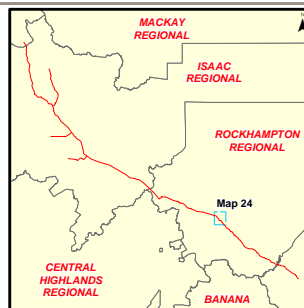 MACKAY
REGIONAL
ISAAC
REGIONAL
ROCKHAMPTON
REGIONAL
Map 24
CENTRAL
HIGHLANDS
REGIONAL
BANANA